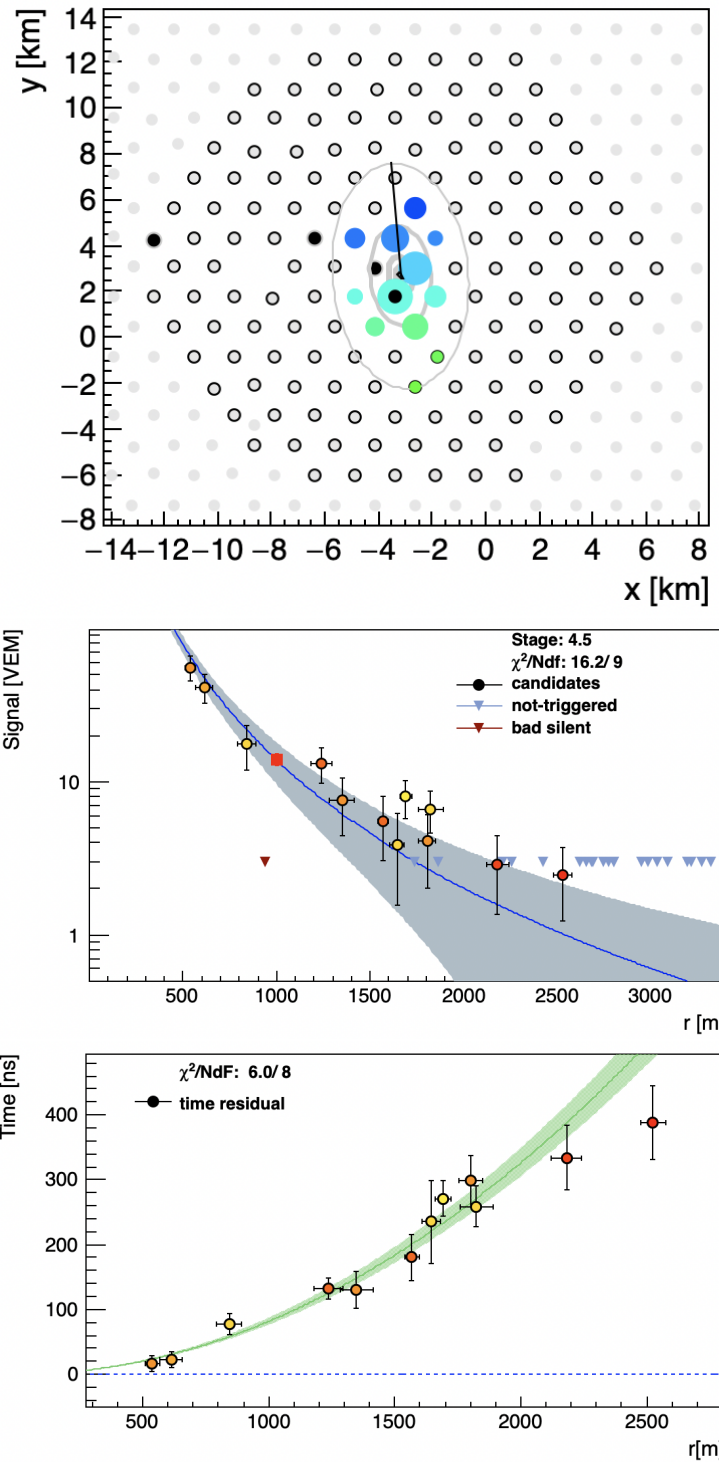 y [km]
14
12
10
8
6
4
2
0
−2
−4
−6
−8
−14 −12 −10 −8 −6 −4 −2 0 2 4 6 8
x [km]
Signal [VEM]
Stage: 4.5
χ²/Ndf: 16.2/ 9
candidates
not-triggered
bad silent
10
1
500 1000 1500 2000 2500 3000
r [m
Time [ns]
χ²/NdF: 6.0/ 8
time residual
400
300
200
100
0
500 1000 1500 2000 2500
r[m]